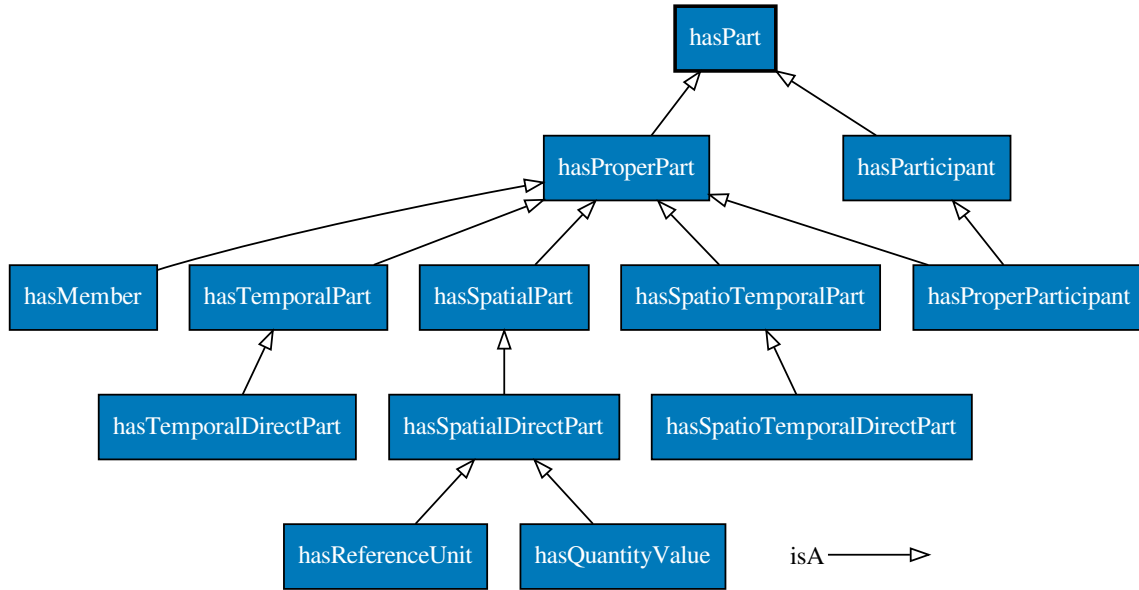 hasPart
hasProperPart
hasParticipant
hasMember
hasTemporalPart
hasSpatialPart
hasSpatioTemporalPart
hasProperParticipant
hasTemporalDirectPart
hasSpatialDirectPart
hasSpatioTemporalDirectPart
hasReferenceUnit
hasQuantityValue
isA